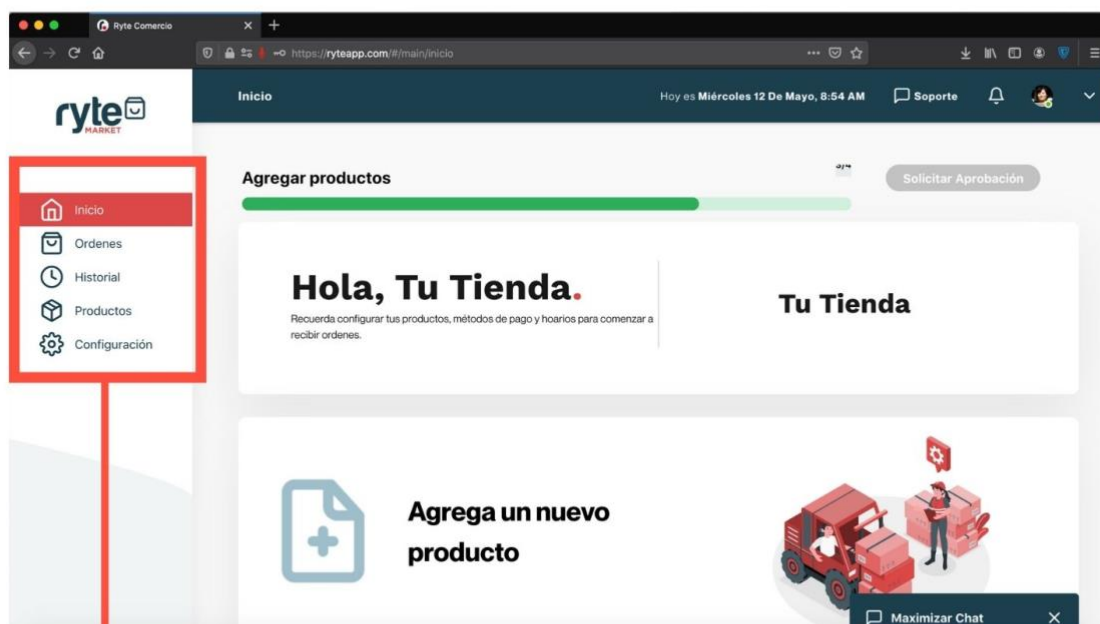 Ryte Comercio
https://ryteapp.com/#/main/inicio
ryte
MARKET
Inicio
Hoy es Miércoles 12 De Mayo, 8:54 AM
Soporte
Inicio
Ordenes
Historial
Productos
Configuración
Agregar productos
Solicitar Aprobación
Hola, Tu Tienda.
Recuerda configurar tus productos, métodos de pago y hoarios para comenzar a
recibir ordenes.
Tu Tienda
Agrega un nuevo
producto
Maximizar Chat